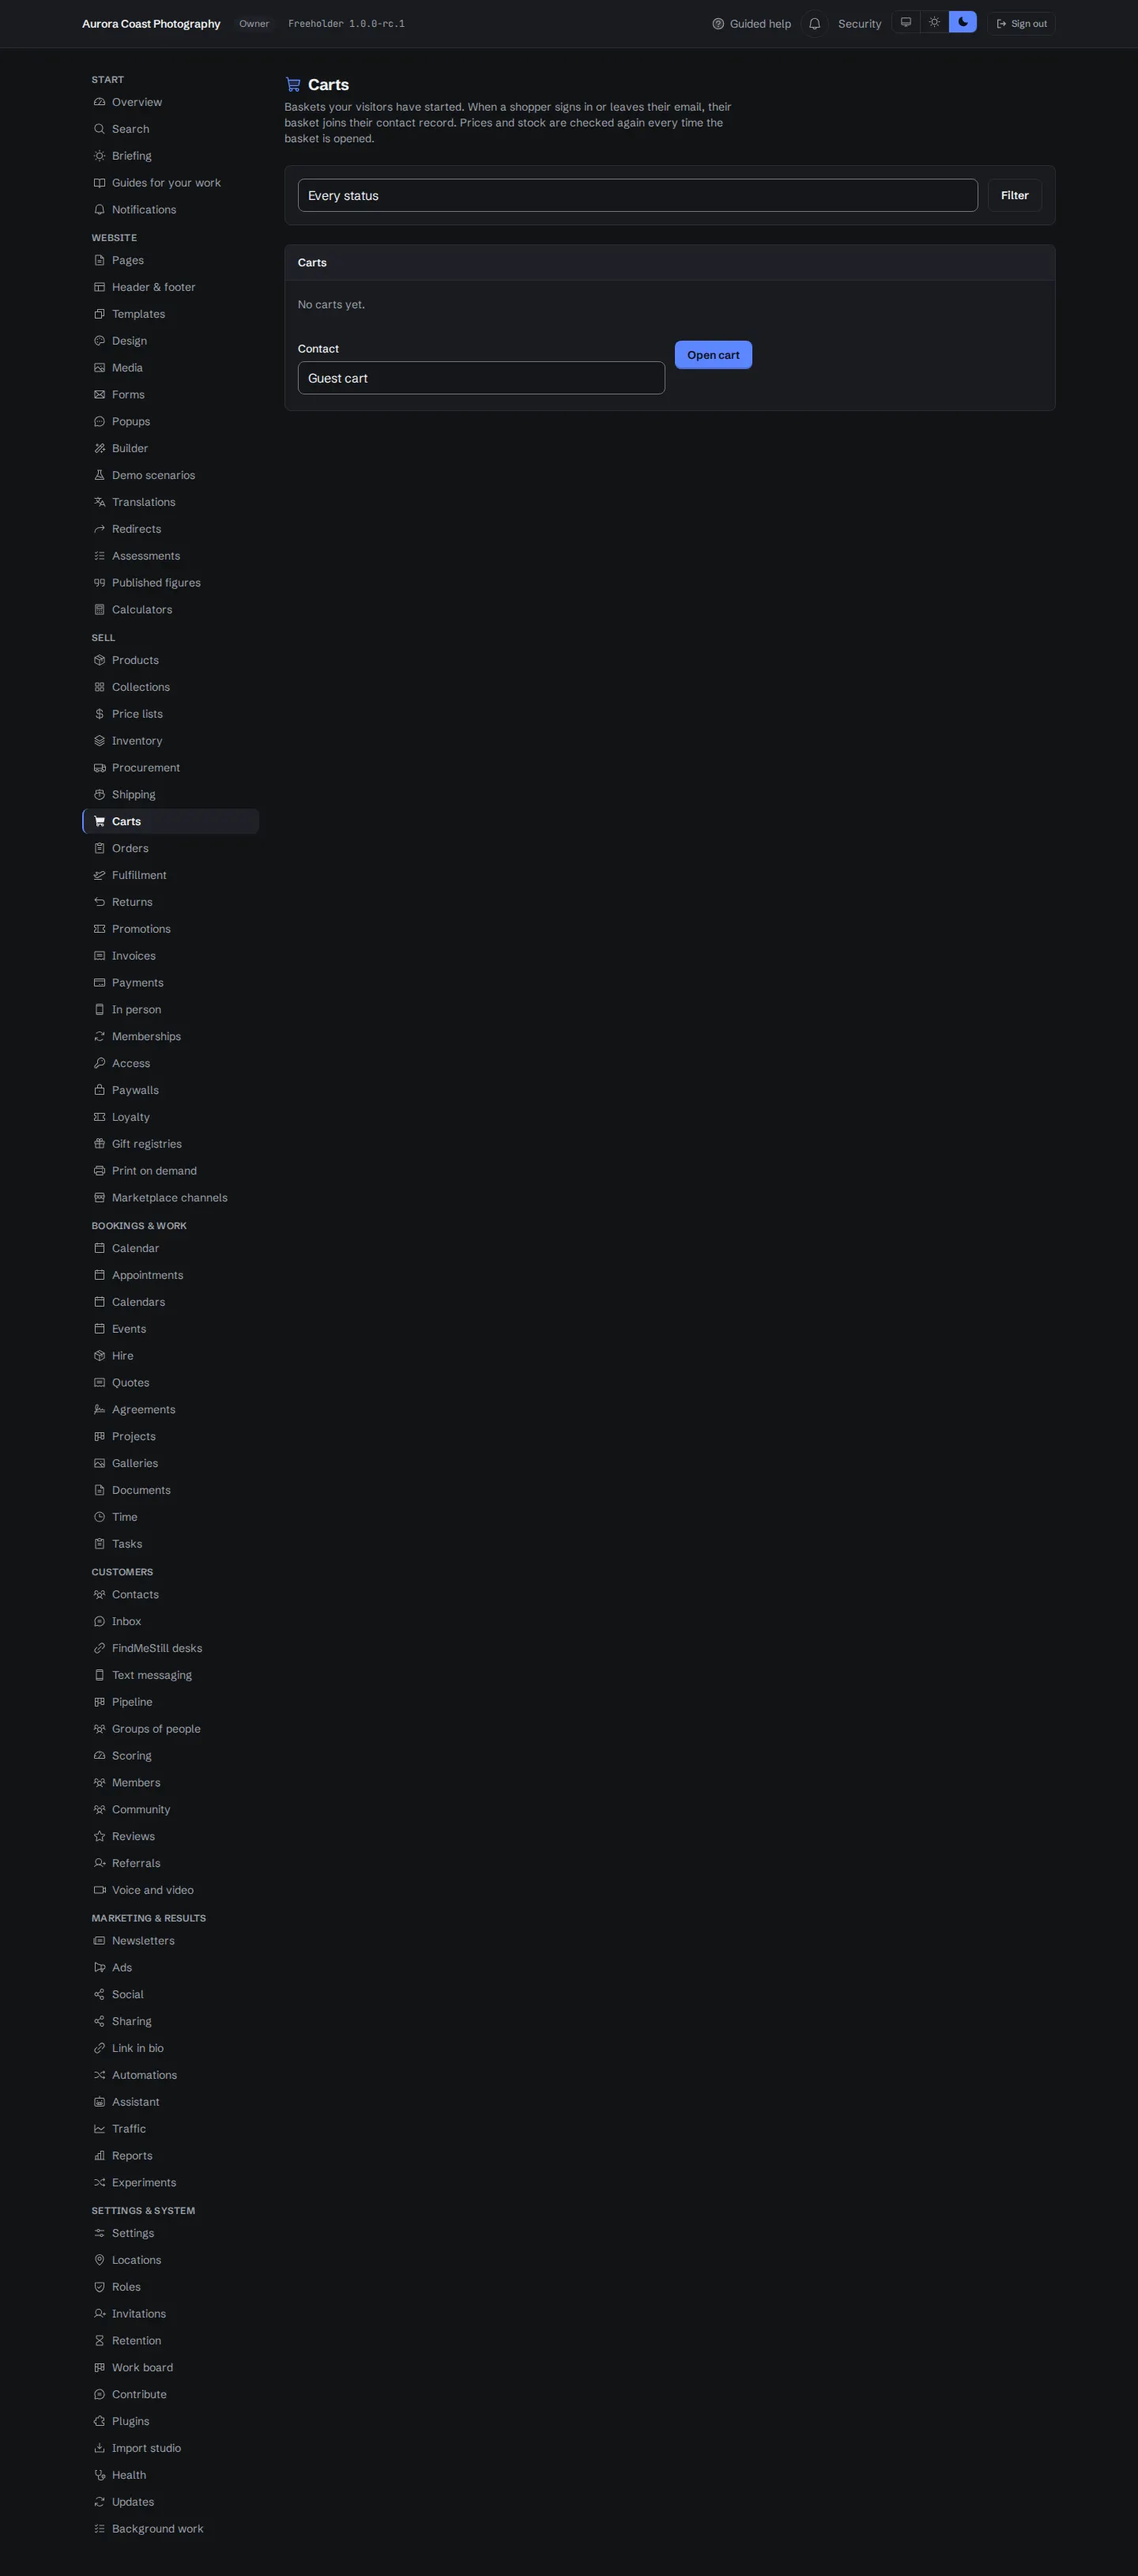 Aurora Coast Photography
Owner
Freeholder 1.0.0-rc.1
Guided help
Security
Sign out
START
Overview
Search
Briefing
Guides for your work
Notifications
WEBSITE
Pages
Header & footer
Templates
Design
Media
Forms
Popups
Builder
Demo scenarios
Translations
Redirects
Assessments
Published figures
Calculators
SELL
Products
Collections
Price lists
Inventory
Procurement
Shipping
Carts
Orders
Fulfillment
Returns
Promotions
Invoices
Payments
In person
Memberships
Access
Paywalls
Loyalty
Gift registries
Print on demand
Marketplace channels
BOOKINGS & WORK
Calendar
Appointments
Calendars
Events
Hire
Quotes
Agreements
Projects
Galleries
Documents
Time
Tasks
CUSTOMERS
Contacts
Inbox
FindMeStill desks
Text messaging
Pipeline
Groups of people
Scoring
Members
Community
Reviews
Referrals
Voice and video
MARKETING & RESULTS
Newsletters
Ads
Social
Sharing
Link in bio
Automations
Assistant
Traffic
Reports
Experiments
SETTINGS & SYSTEM
Settings
Locations
Roles
Invitations
Retention
Work board
Contribute
Plugins
Import studio
Health
Updates
Background work
Carts
Baskets your visitors have started. When a shopper signs in or leaves their email, their
basket joins their contact record. Prices and stock are checked again every time the
basket is opened.
Every status
Filter
Carts
No carts yet.
Contact
Guest cart
Open cart